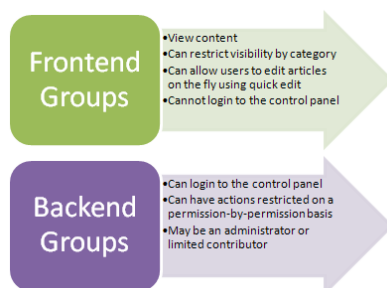 Frontend
Groups
•View content
•Can restrict visibility by category
•Can allow users to edit articles
on the fly using quick edit
•Cannot login to the control panel
Backend
Groups
•Can login to the control panel
•Can have actions restricted on a
permission-by-permission basis
•May be an administrator or
limited contributor